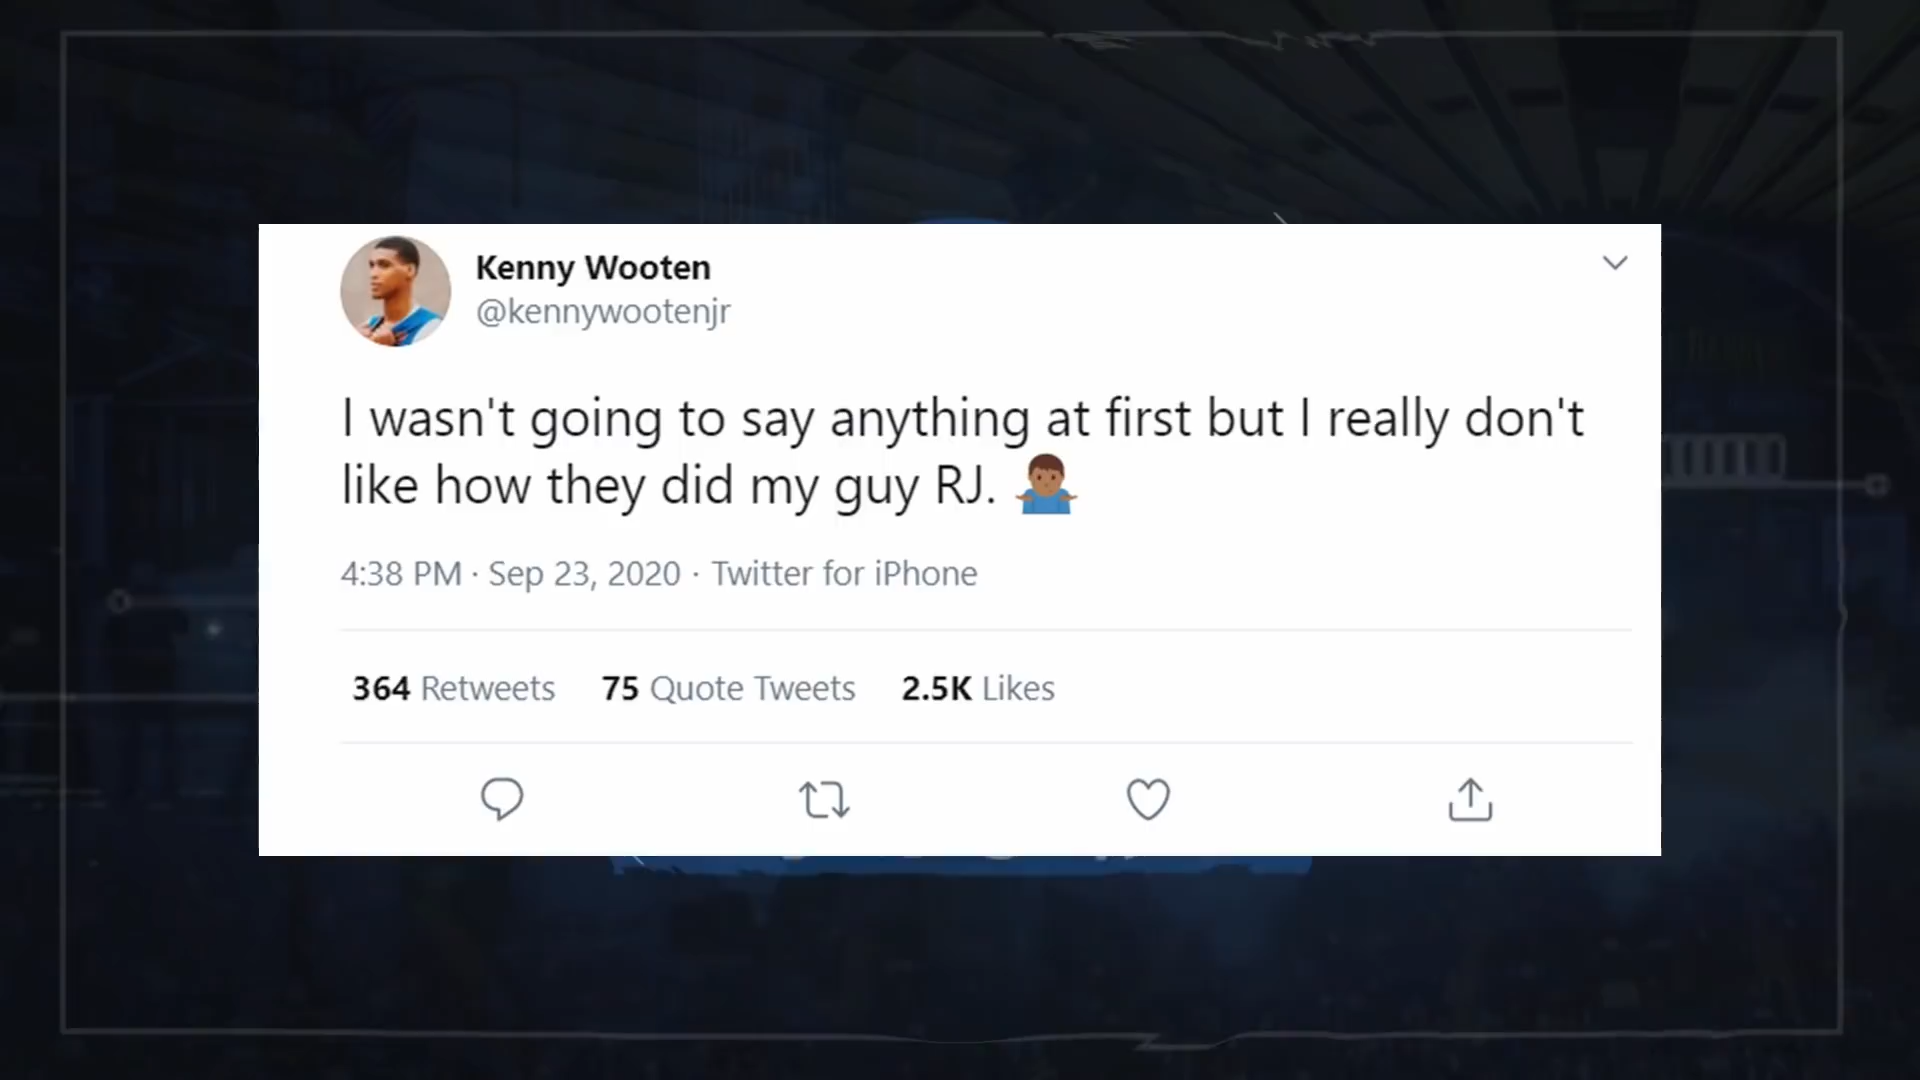 Kenny Wooten
@kennywootenjr
I wasn't going to say anything at first but I really don't
like how they did my guy RJ. 🤷🏾‍♂️
4:38 PM · Sep 23, 2020 · Twitter for iPhone
364 Retweets 75 Quote Tweets 2.5K Likes